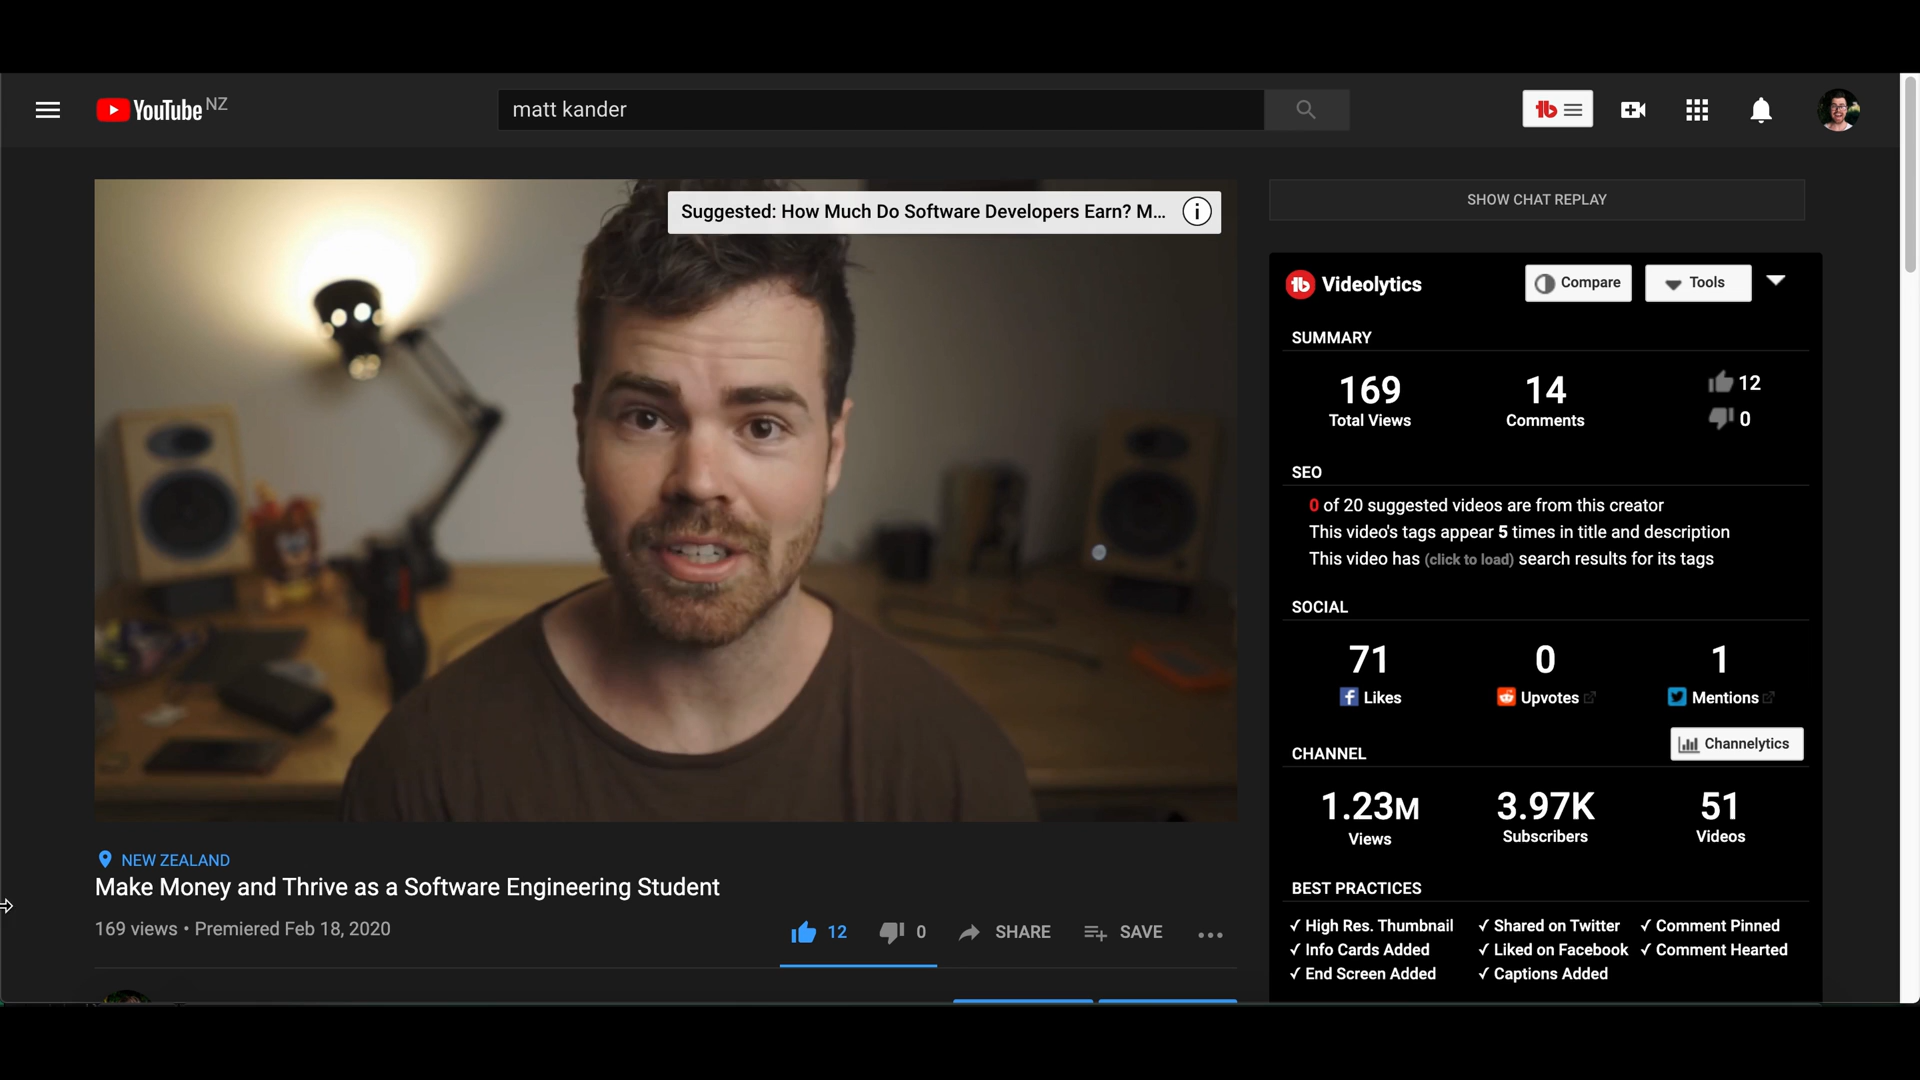 YouTube NZ
matt kander
Suggested: How Much Do Software Developers Earn? M...
SHOW CHAT REPLAY
Videolytics
Compare
Tools
SUMMARY
169
Total Views
14
Comments
12
0
SEO
0 of 20 suggested videos are from this creator
This video's tags appear 5 times in title and description
This video has (click to load) search results for its tags
SOCIAL
71
Likes
0
Upvotes
1
Mentions
CHANNEL
Channelytics
1.23M
Views
3.97K
Subscribers
51
Videos
BEST PRACTICES
✓ High Res. Thumbnail ✓ Shared on Twitter ✓ Comment Pinned
✓ Info Cards Added ✓ Liked on Facebook ✓ Comment Hearted
✓ End Screen Added ✓ Captions Added
NEW ZEALAND
Make Money and Thrive as a Software Engineering Student
169 views • Premiered Feb 18, 2020
12 0 SHARE SAVE